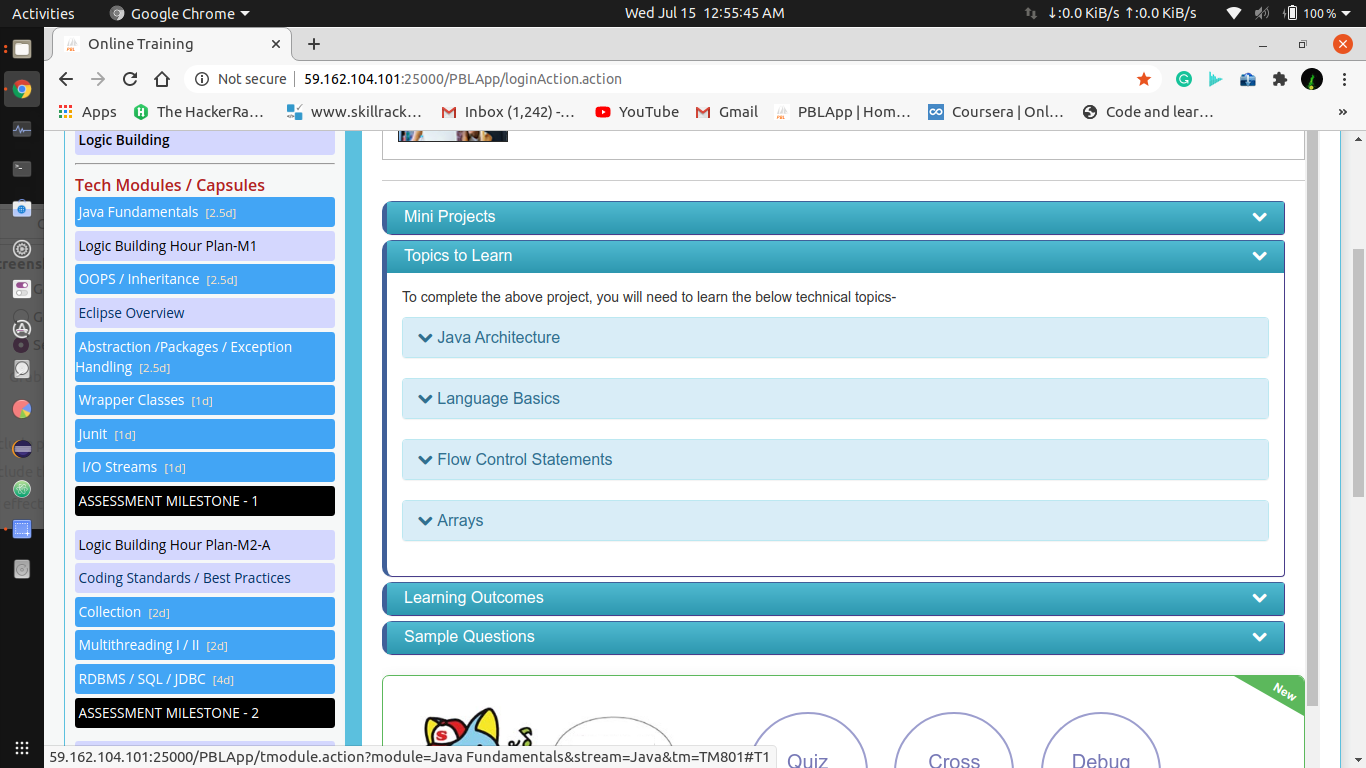 Activities
Google Chrome
Wed Jul 15 12:55:45 AM
↓:0.0 KiB/s ↑:0.0 KiB/s
100 %
Online Training
Not secure
59.162.104.101:25000/PBLApp/loginAction.action
Apps
The HackerRa...
www.skillrack...
Inbox (1,242) -...
YouTube
Gmail
PBLApp | Hom...
Coursera | Onl...
Code and lear...
»
Logic Building
Tech Modules / Capsules
Java Fundamentals [2.5d]
Logic Building Hour Plan-M1
OOPS / Inheritance [2.5d]
Eclipse Overview
Abstraction /Packages / Exception
Handling [2.5d]
Wrapper Classes [1d]
Junit [1d]
I/O Streams [1d]
ASSESSMENT MILESTONE - 1
Logic Building Hour Plan-M2-A
Coding Standards / Best Practices
Collection [2d]
Multithreading I / II [2d]
RDBMS / SQL / JDBC [4d]
ASSESSMENT MILESTONE - 2
Mini Projects
Topics to Learn
To complete the above project, you will need to learn the below technical topics-
Java Architecture
Language Basics
Flow Control Statements
Arrays
Learning Outcomes
Sample Questions
New
S
Quiz
Cross
Debug
59.162.104.101:25000/PBLApp/tmodule.action?module=Java Fundamentals&stream=Java&tm=TM801#T1